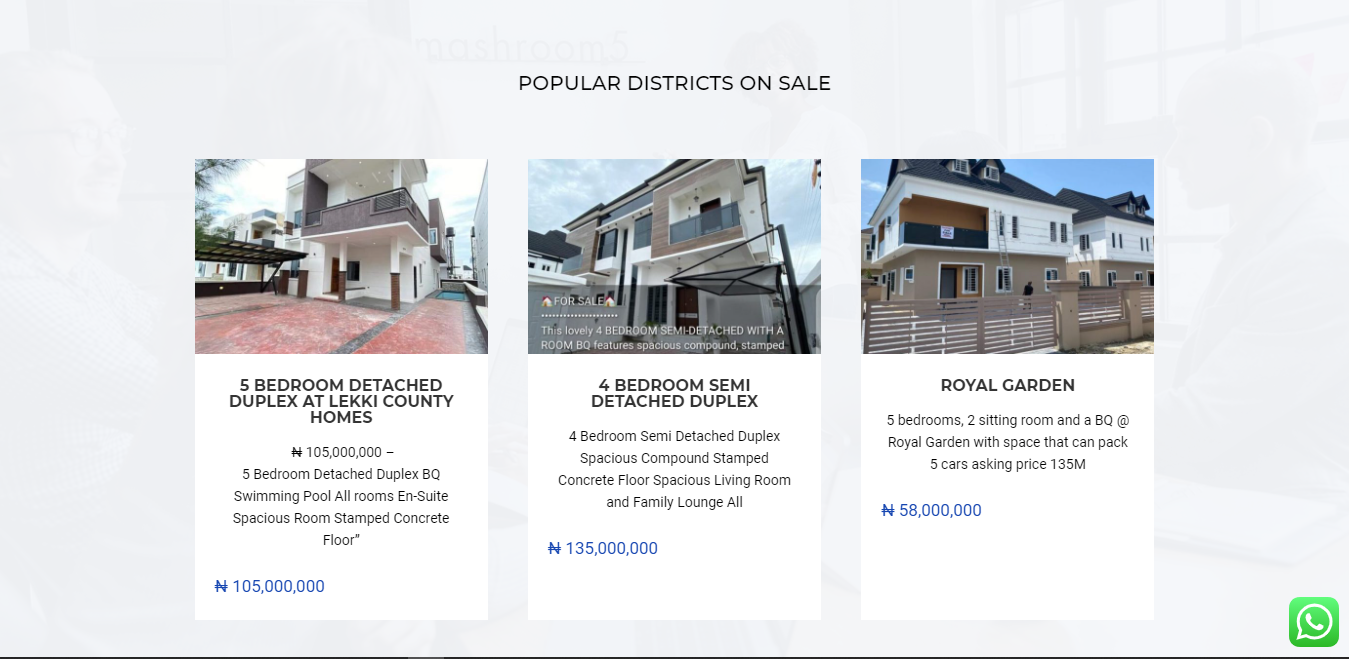 mashroom5
POPULAR DISTRICTS ON SALE
FOR SALE
This lovely 4 BEDROOM SEMI-DETACHED WITH A
ROOM BQ features spacious compound, stamped
5 BEDROOM DETACHED
DUPLEX AT LEKKI COUNTY
HOMES
₦ 105,000,000 –
5 Bedroom Detached Duplex BQ
Swimming Pool All rooms En-Suite
Spacious Room Stamped Concrete
Floor”
₦ 105,000,000
4 BEDROOM SEMI
DETACHED DUPLEX
4 Bedroom Semi Detached Duplex
Spacious Compound Stamped
Concrete Floor Spacious Living Room
and Family Lounge All
₦ 135,000,000
ROYAL GARDEN
5 bedrooms, 2 sitting room and a BQ @
Royal Garden with space that can pack
5 cars asking price 135M
₦ 58,000,000